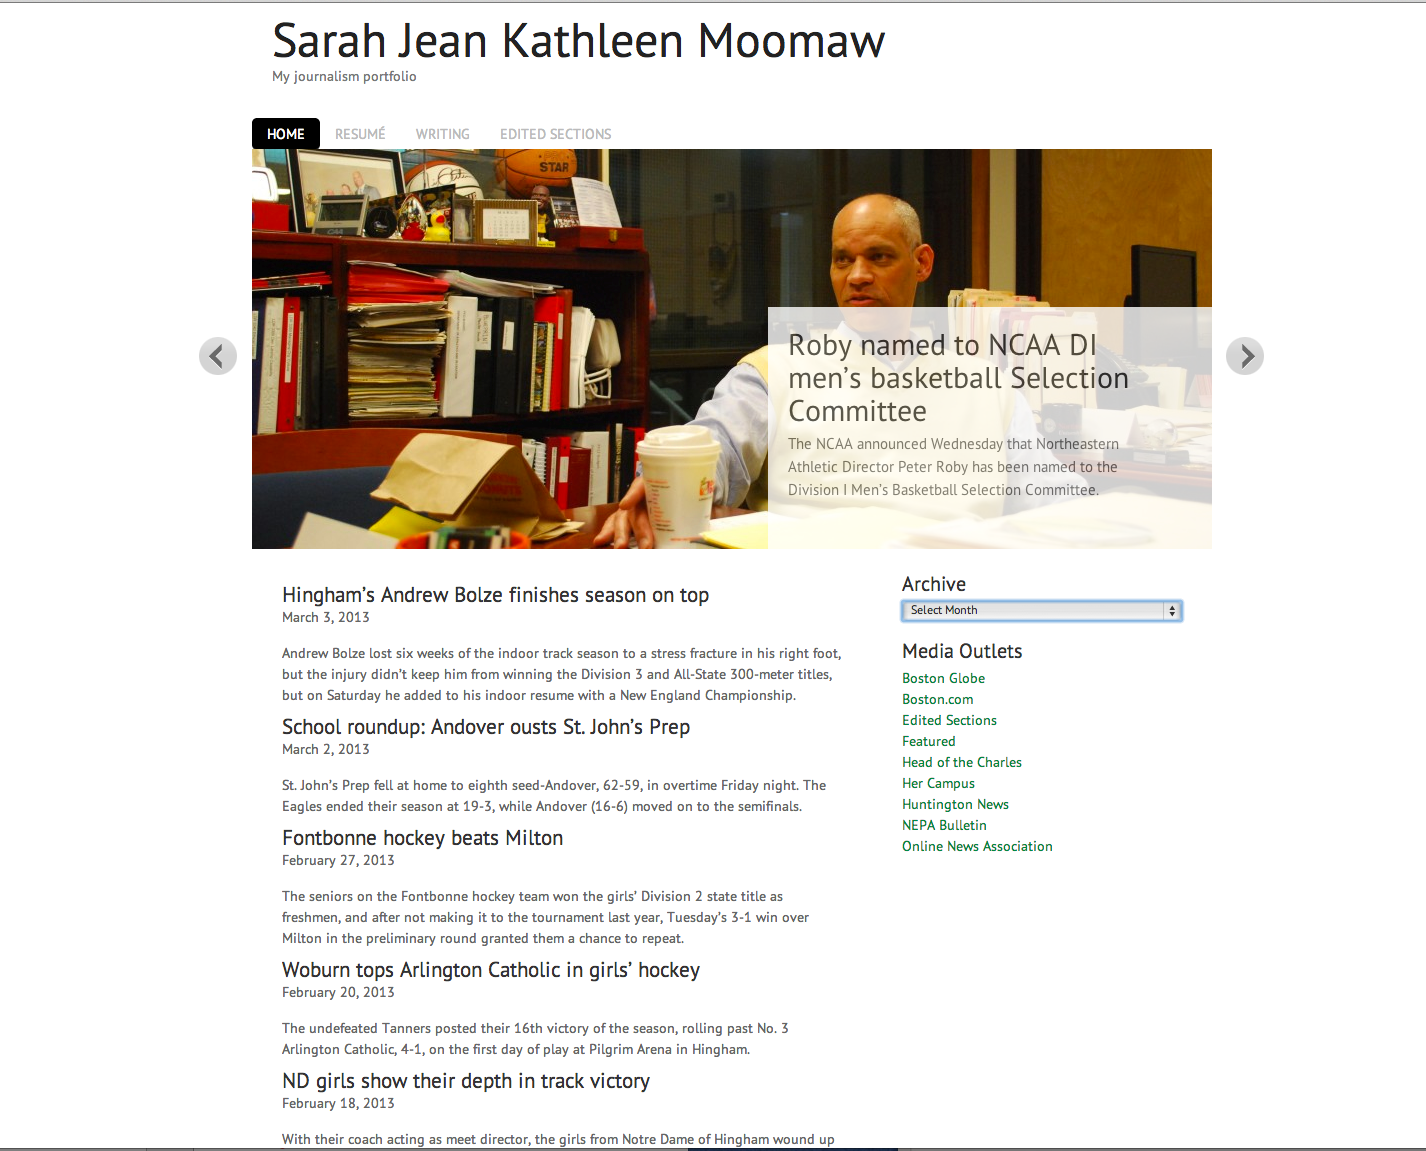 Sarah Jean Kathleen Moomaw
My journalism portfolio
HOME
RESUMÉ
WRITING
EDITED SECTIONS
STAR
Roby named to NCAA DI
men's basketball Selection
Committee
The NCAA announced Wednesday that Northeastern
Athletic Director Peter Roby has been named to the
Division I Men's Basketball Selection Committee.
Hingham's Andrew Bolze finishes season on top
March 3, 2013
Andrew Bolze lost six weeks of the indoor track season to a stress fracture in his right foot,
but the injury didn't keep him from winning the Division 3 and All-State 300-meter titles,
but on Saturday he added to his indoor resume with a New England Championship.
School roundup: Andover ousts St. John's Prep
March 2, 2013
St. John's Prep fell at home to eighth seed-Andover, 62-59, in overtime Friday night. The
Eagles ended their season at 19-3, while Andover (16-6) moved on to the semifinals.
Fontbonne hockey beats Milton
February 27, 2013
The seniors on the Fontbonne hockey team won the girls' Division 2 state title as
freshmen, and after not making it to the tournament last year, Tuesday's 3-1 win over
Milton in the preliminary round granted them a chance to repeat.
Woburn tops Arlington Catholic in girls' hockey
February 20, 2013
The undefeated Tanners posted their 16th victory of the season, rolling past No. 3
Arlington Catholic, 4-1, on the first day of play at Pilgrim Arena in Hingham.
ND girls show their depth in track victory
February 18, 2013
With their coach acting as meet director, the girls from Notre Dame of Hingham wound up
Archive
Select Month
Media Outlets
Boston Globe
Boston.com
Edited Sections
Featured
Head of the Charles
Her Campus
Huntington News
NEPA Bulletin
Online News Association